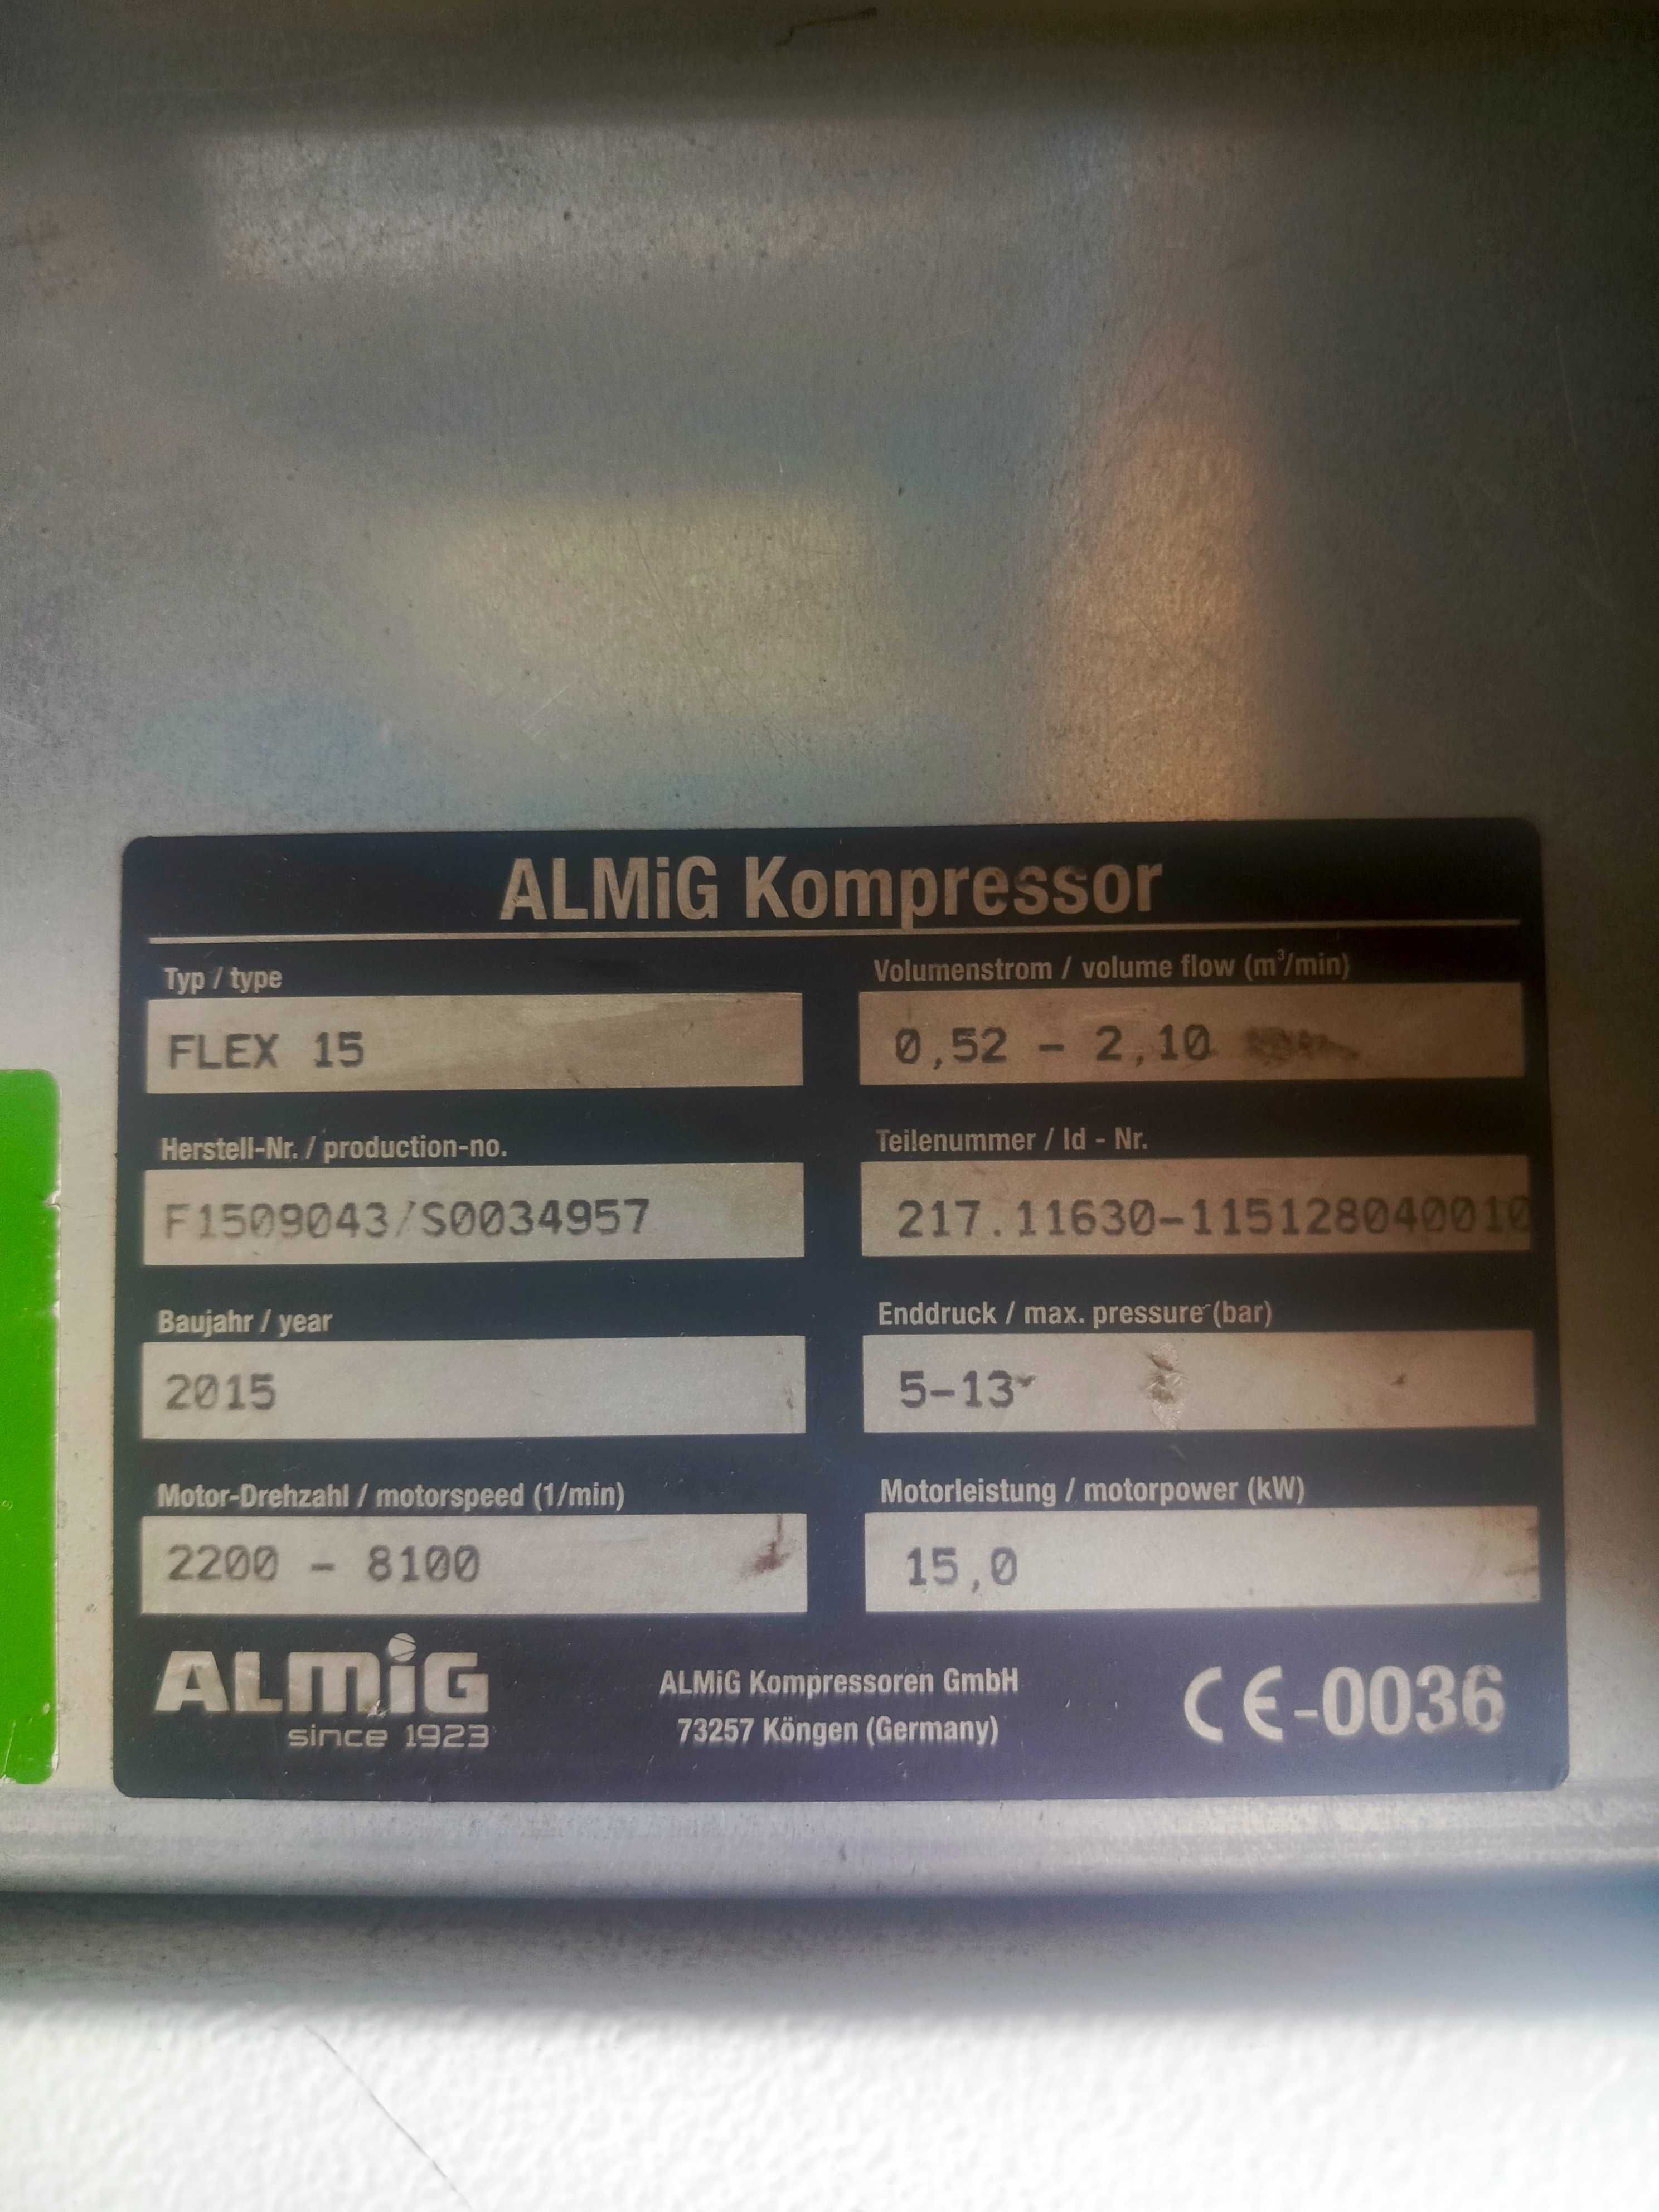 ALMiG Kompressor
Typ / type
FLEX 15
Volumenstrom / volume flow (m³/min)
0,52 - 2,10
Herstell-Nr. / production-no.
F1509043/S0034957
Teilenummer / Id - Nr.
217.11630-115128040010
Baujahr / year
2015
Enddruck / max. pressure (bar)
5-13
Motor-Drehzahl / motorspeed (1/min)
2200 - 8100
Motorleistung / motorpower (kW)
15,0
ALMiG
since 1923
ALMiG Kompressoren GmbH
73257 Köngen (Germany)
CE-0036